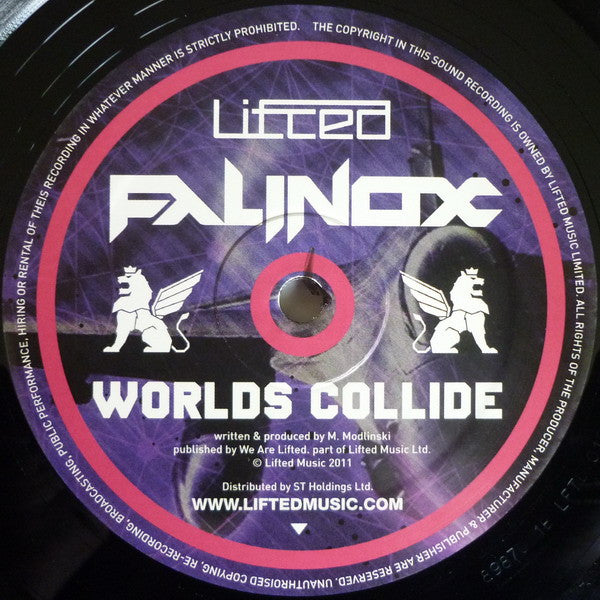 Lifted
FALINOX
WORLDS COLLIDE
written & produced by M. Modlinski
published by We Are Lifted. part of Lifted Music Ltd.
© Lifted Music 2011
Distributed by ST Holdings Ltd.
WWW.LIFTEDMUSIC.COM
THE COPYRIGHT IN THIS SOUND RECORDING IS OWNED BY LIFTED MUSIC LIMITED. ALL RIGHTS OF THE PRODUCER, MANUFACTURER & PUBLISHER ARE RESERVED. UNAUTHROISED COPYING, RE-RECORDING, BROADCASTING, PUBLIC PERFORMANCE, HIRING OR RENTAL OF THEIS RECORDING IN WHATEVER MANNER IS STRICTLY PROHIBITED.